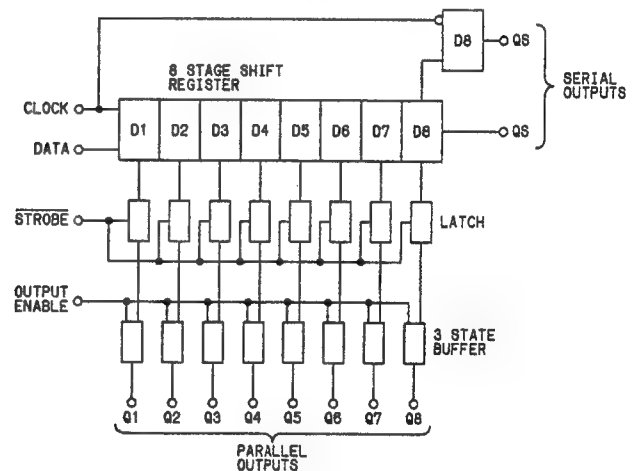 D8
QS
8 STAGE SHIFT
REGISTER
SERIAL
OUTPUTS
CLOCK
D1 D2 D3 D4 D5 D6 D7 D8
QS
DATA
STROBE
LATCH
OUTPUT
ENABLE
3 STATE
BUFFER
Q1 Q2 Q3 Q4 Q5 Q6 Q7 Q8
PARALLEL
OUTPUTS